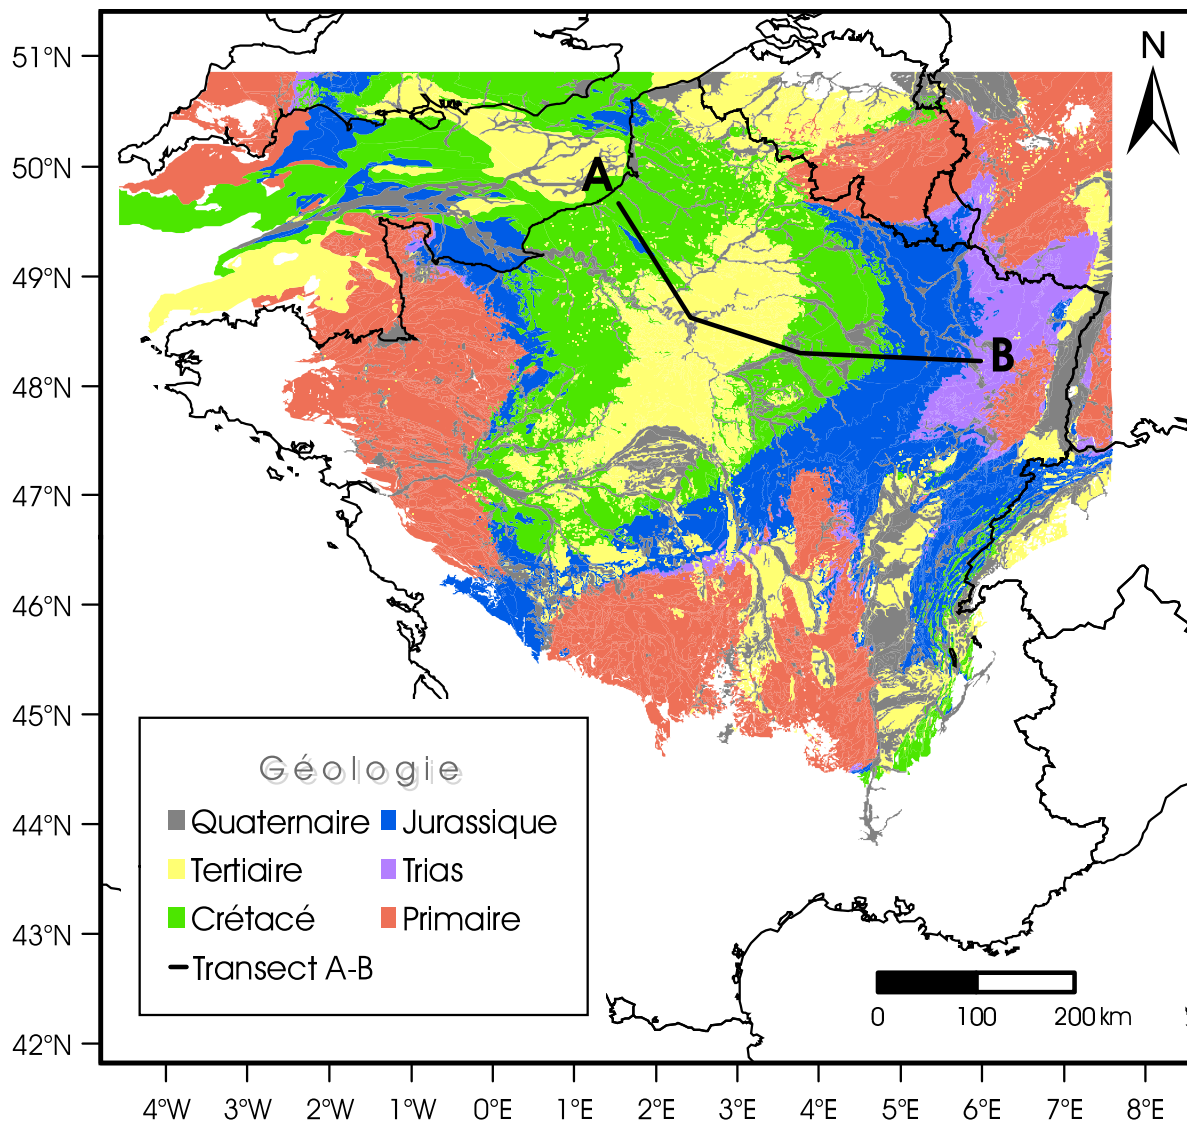 N
51°N
50°N
49°N
48°N
47°N
46°N
45°N
44°N
43°N
42°N
A
B
Géologie
Quaternaire
Jurassique
Tertiaire
Trias
Crétacé
Primaire
Transect A-B
0 100 200 km
4°W 3°W 2°W 1°W 0°E 1°E 2°E 3°E 4°E 5°E 6°E 7°E 8°E